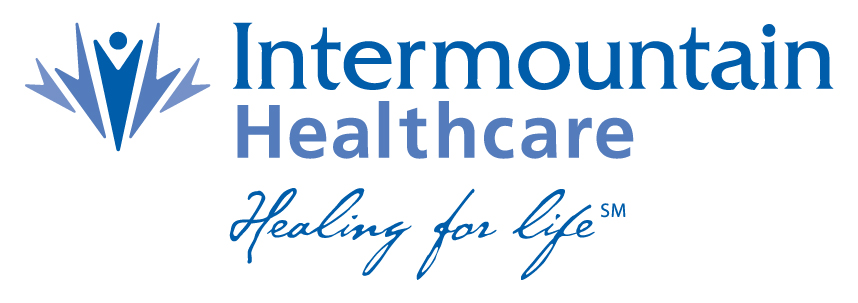 Intermountain
Healthcare
Healing for life℠